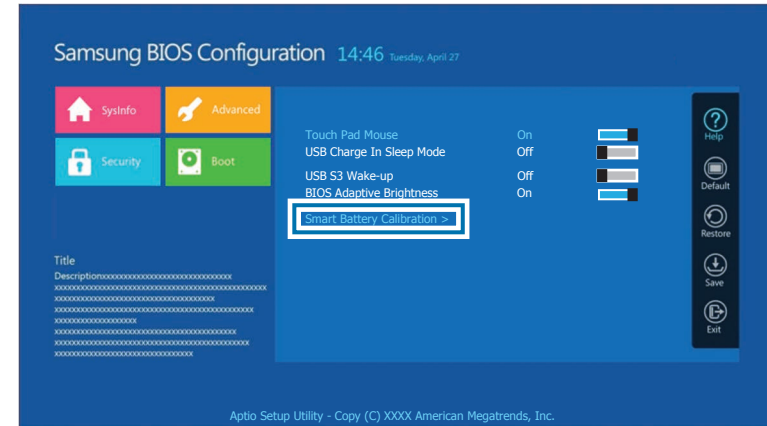 Samsung BIOS Configuration 14:46 Tuesday, April 27
SysInfo
Advanced
Security
Boot
Touch Pad Mouse On
USB Charge In Sleep Mode Off
USB S3 Wake-up Off
BIOS Adaptive Brightness On
Smart Battery Calibration >
Help
Default
Restore
Save
Exit
Title
Descriptionxxxxxxxxxxxxxxxxxxxxxxxxxxxxxx
Aptio Setup Utility - Copy (C) XXXX American Megatrends, Inc.